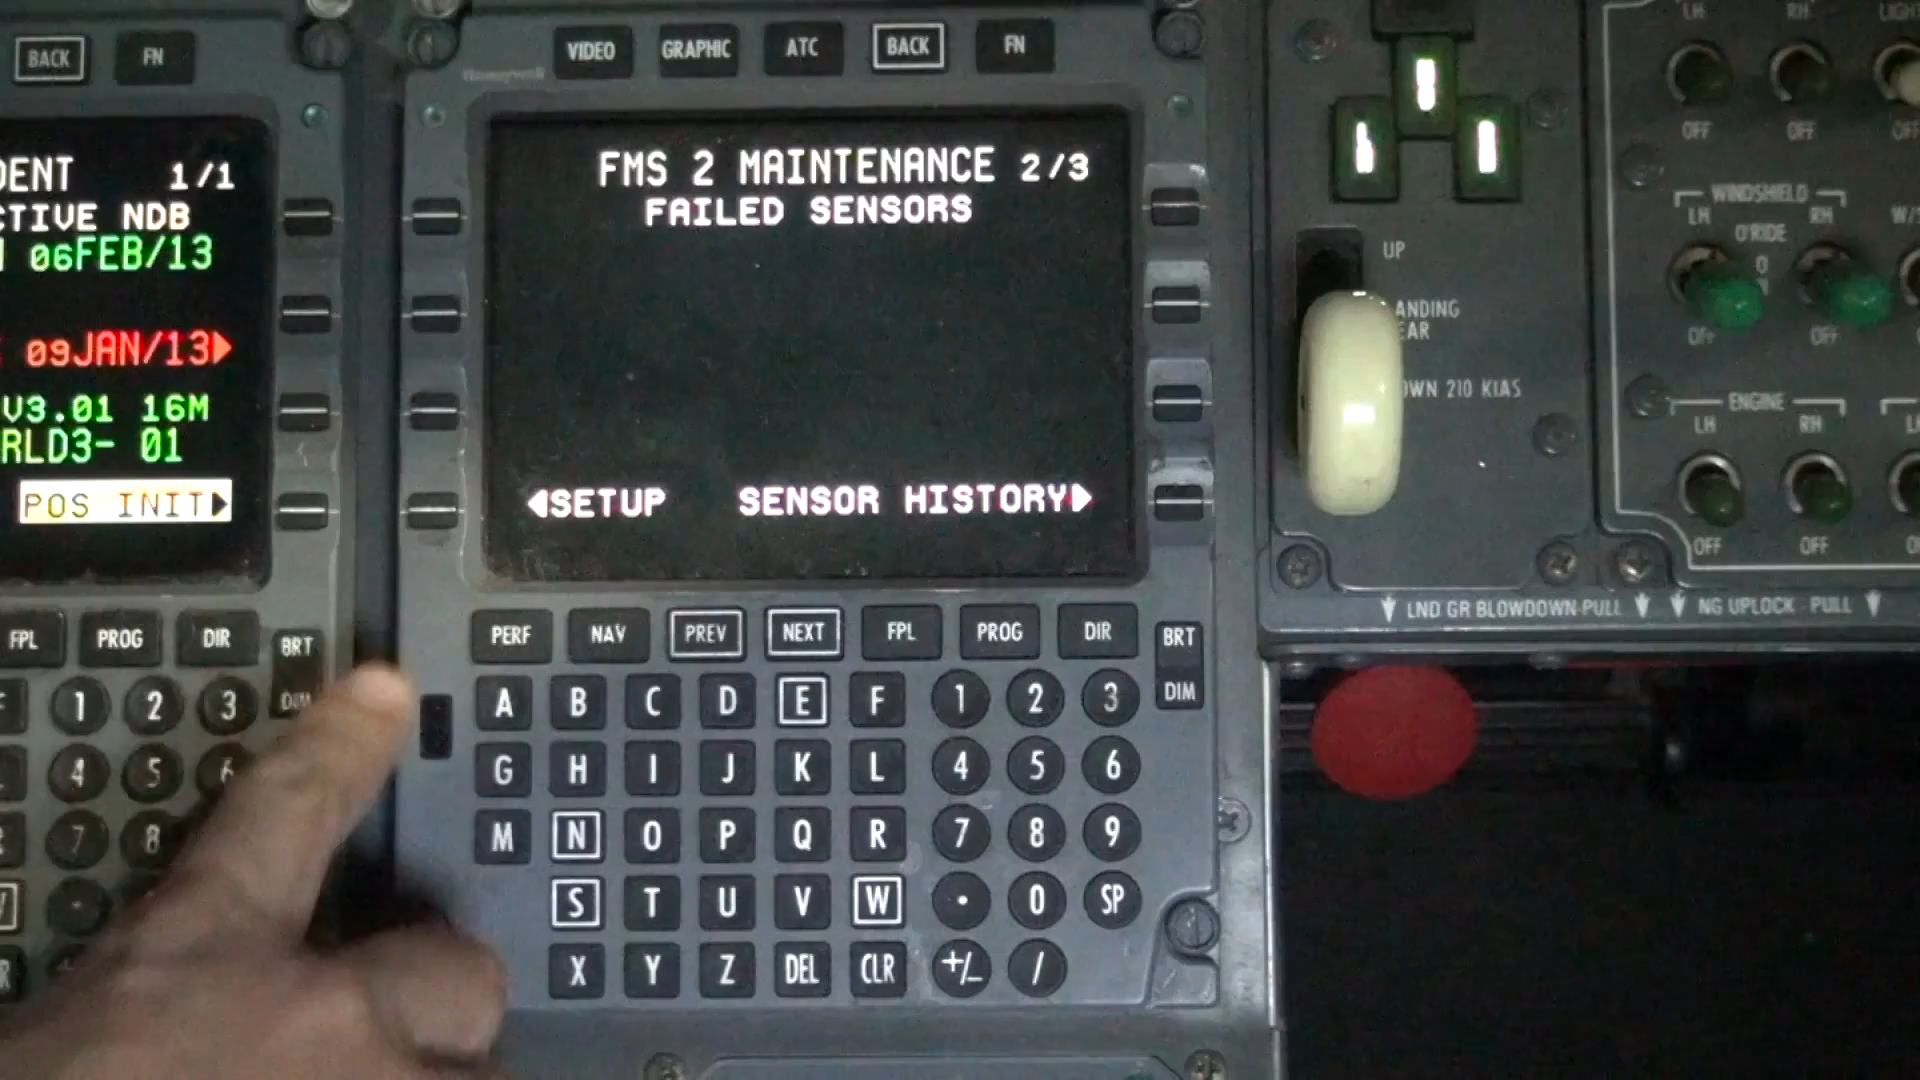 BACK FN
DENT 1/1
CTIVE NDB
06FEB/13
09JAN/13
V3.01 16M
RLD3- 01
POS INIT
FPL PROG DIR BRT
1 2 3
4 5 6
7 8
VIDEO GRAPHIC ATC BACK FN
Honeywell
FMS 2 MAINTENANCE 2/3
FAILED SENSORS
SETUP SENSOR HISTORY
PERF NAV PREV NEXT FPL PROG DIR BRT
DIM
A B C D E F 1 2 3
G H I J K L 4 5 6
M N O P Q R 7 8 9
S T U V W . 0 SP
X Y Z DEL CLR +/- /
UP
ANDING
EAR
OWN 210 KIAS
LND GR BLOWDOWN-PULL
NG UPLOCK - PULL
LH RH LIGHT
OFF OFF OFF
WINDSHIELD
LH RH W/S
O'RIDE
OFF OFF
ENGINE
LH RH
OFF OFF